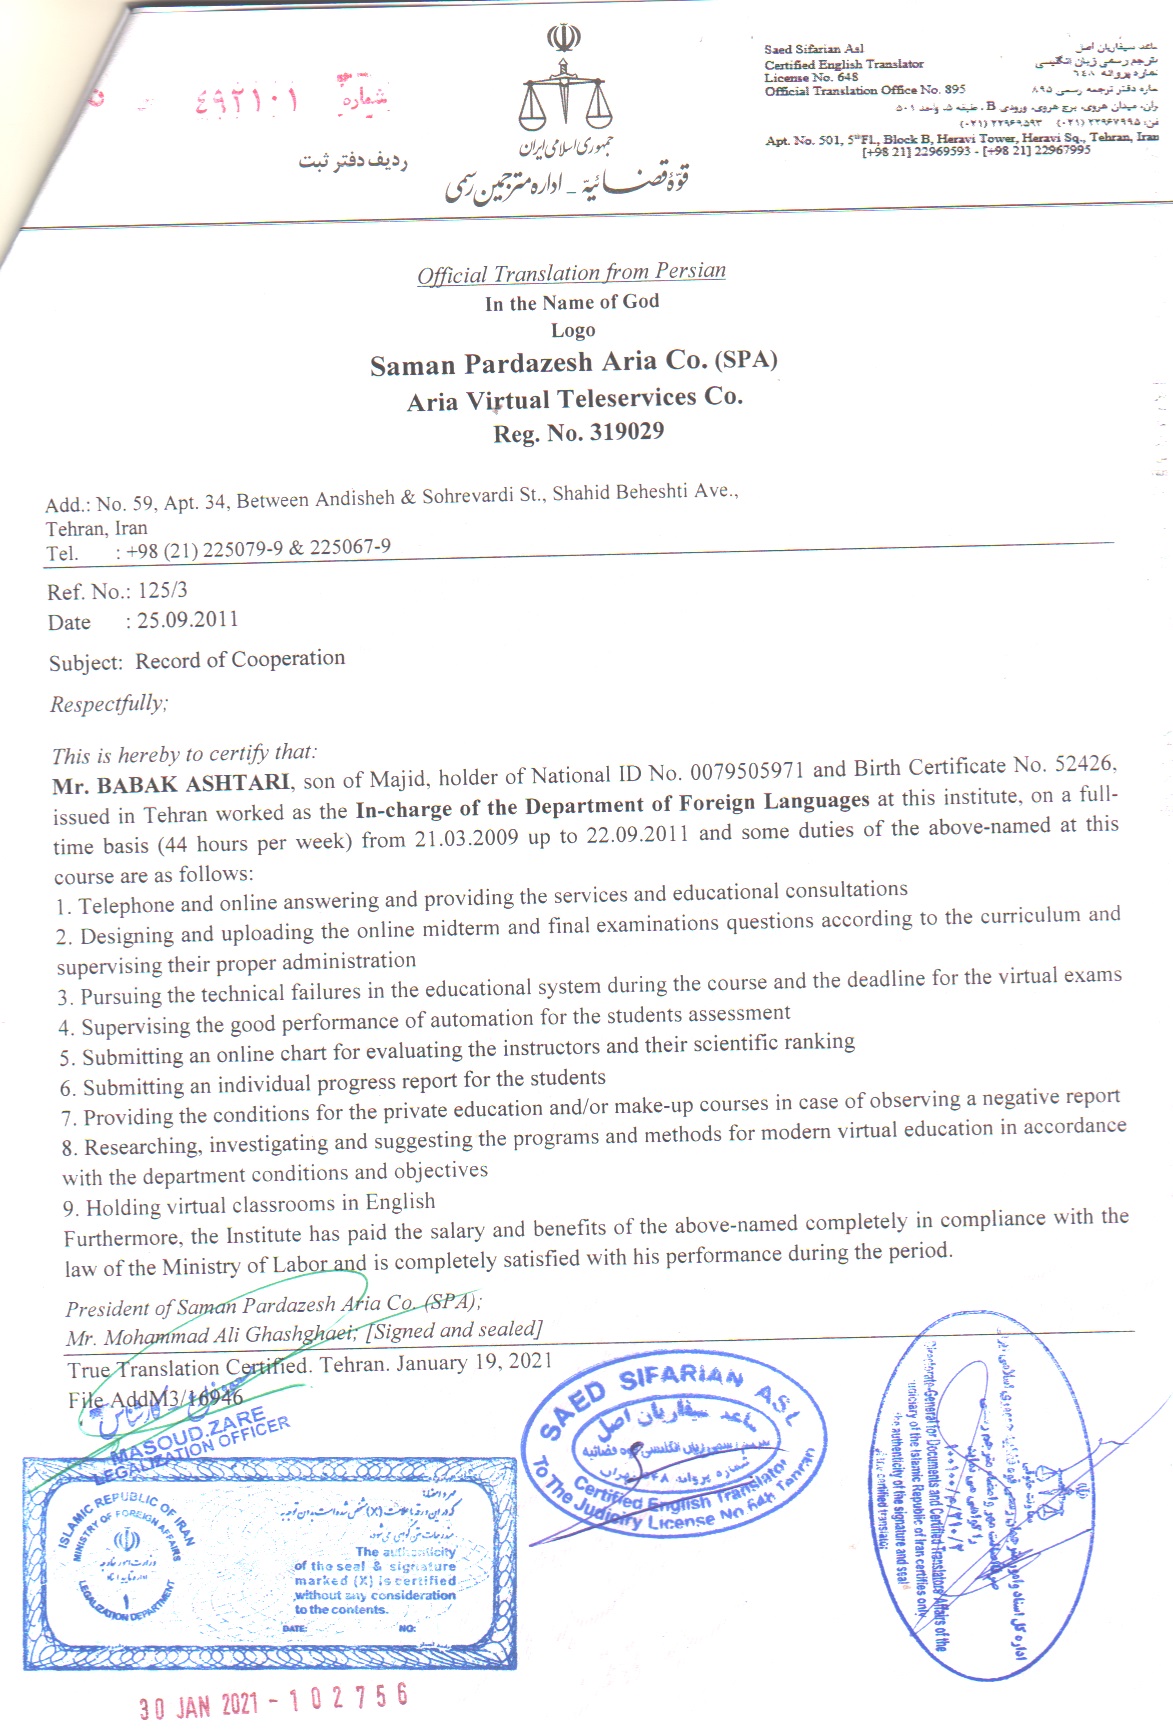 شماره
٤٩٢١٠١
ردیف دفتر ثبت
جمهوری اسلامی ایران
قوّهٔ قضائیّه - اداره مترجمین رسمی
Saed Sifarian Asl
Certified English Translator
License No. 648
Official Translation Office No. 895
ساعد سیفاریان اصل
مترجم رسمی زبان انگلیسی
شماره پروانه ۶۴۸
ماره دفتر ترجمه رسمی ۸۹۵
ران، میدان هروی، برج هروی، ورودی B، طبقه ۵، واحد ۵۰۱
فن: ۲۲۹۶۷۹۹۵ (۰۲۱) ۲۲۹۶۹۵۹۳ (۰۲۱)
Apt. No. 501, 5thFl., Block B, Heravi Tower, Heravi Sq., Tehran, Iran
[+98 21] 22969593 - [+98 21] 22967995
Official Translation from Persian
In the Name of God
Logo
Saman Pardazesh Aria Co. (SPA)
Aria Virtual Teleservices Co.
Reg. No. 319029
Add.: No. 59, Apt. 34, Between Andisheh & Sohrevardi St., Shahid Beheshti Ave.,
Tehran, Iran
Tel. : +98 (21) 225079-9 & 225067-9
Ref. No.: 125/3
Date : 25.09.2011
Subject: Record of Cooperation
Respectfully;
This is hereby to certify that:
Mr. BABAK ASHTARI, son of Majid, holder of National ID No. 0079505971 and Birth Certificate No. 52426,
issued in Tehran worked as the In-charge of the Department of Foreign Languages at this institute, on a full-
time basis (44 hours per week) from 21.03.2009 up to 22.09.2011 and some duties of the above-named at this
course are as follows:
1. Telephone and online answering and providing the services and educational consultations
2. Designing and uploading the online midterm and final examinations questions according to the curriculum and
supervising their proper administration
3. Pursuing the technical failures in the educational system during the course and the deadline for the virtual exams
4. Supervising the good performance of automation for the students assessment
5. Submitting an online chart for evaluating the instructors and their scientific ranking
6. Submitting an individual progress report for the students
7. Providing the conditions for the private education and/or make-up courses in case of observing a negative report
8. Researching, investigating and suggesting the programs and methods for modern virtual education in accordance
with the department conditions and objectives
9. Holding virtual classrooms in English
Furthermore, the Institute has paid the salary and benefits of the above-named completely in compliance with the
law of the Ministry of Labor and is completely satisfied with his performance during the period.
President of Saman Pardazesh Aria Co. (SPA);
Mr. Mohammad Ali Ghashghaei; [Signed and sealed]
True Translation Certified. Tehran. January 19, 2021
File AddM3/16946
MASOUD.ZARE
LEGALIZATION OFFICER
ISLAMIC REPUBLIC OF IRAN
MINISTRY OF FOREIGN AFFAIRS
LEGALIZATION DEPARTMENT
The authenticity
of the seal & signature
marked (X) is certified
without any consideration
to the contents.
DATE: NO:
30 JAN 2021 - 102756
SAED SIFARIAN ASL
ساعد سیفاریان اصل
مترجم رسمی زبان انگلیسی قوه قضائیه
شماره پروانه ۶۴۸ تهران
Certified English Translator
To The Judiciry License No. 648 Tehran
Directorate-General for Documents and Certified Translators Affairs of the
Judiciary of the Islamic Republic of Iran certifies only
the authenticity of the signature and seal